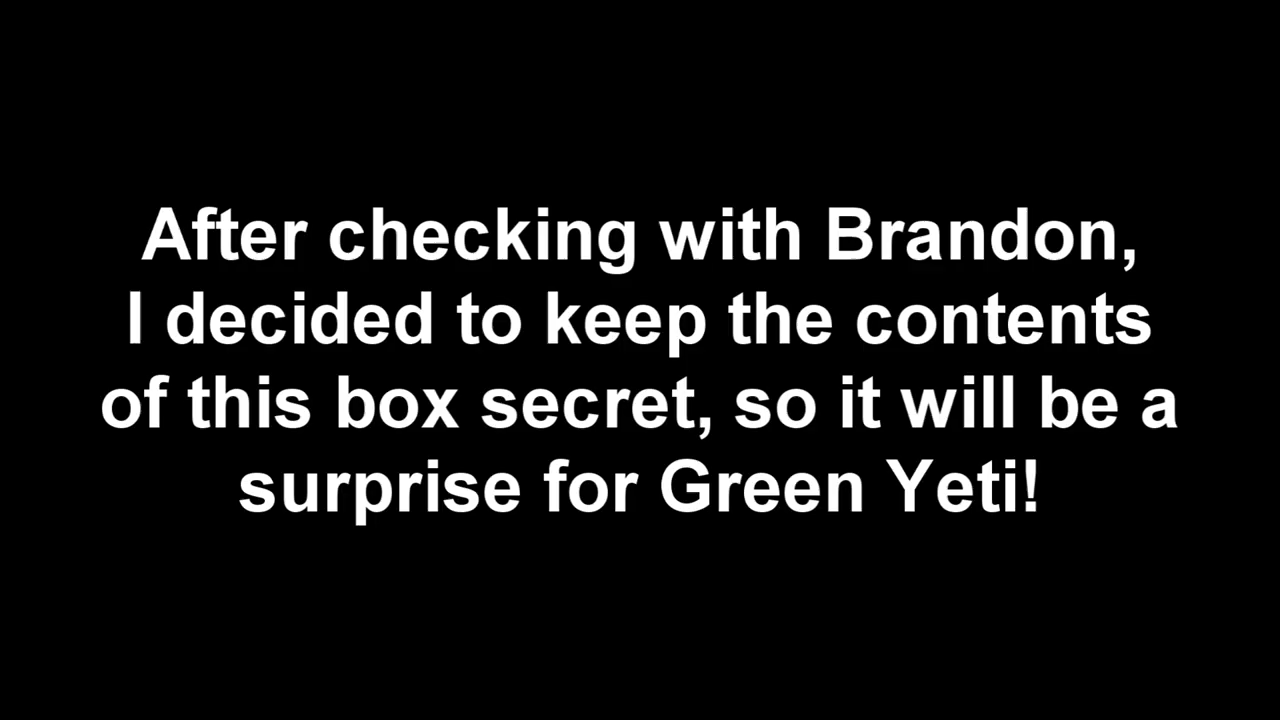 After checking with Brandon,
I decided to keep the contents
of this box secret, so it will be a
surprise for Green Yeti!